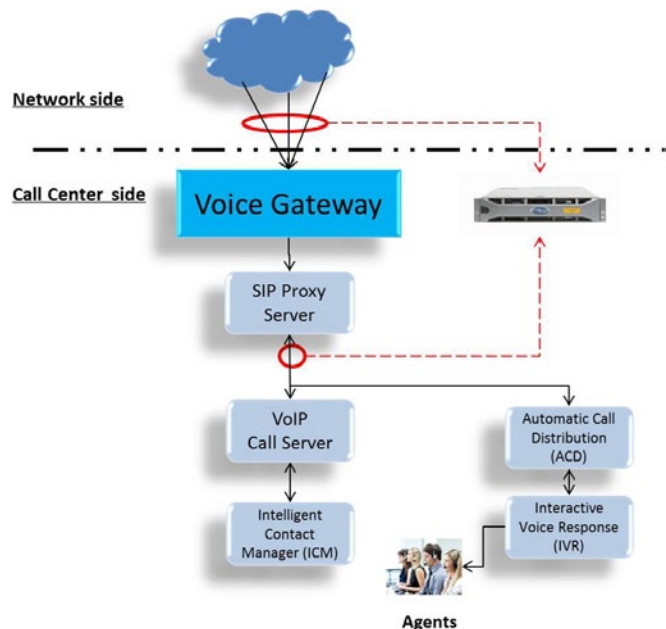 Network side
Call Center side
Voice Gateway
SIP Proxy
Server
VoIP
Call Server
Automatic Call
Distribution
(ACD)
Intelligent
Contact
Manager (ICM)
Interactive
Voice Response
(IVR)
Agents